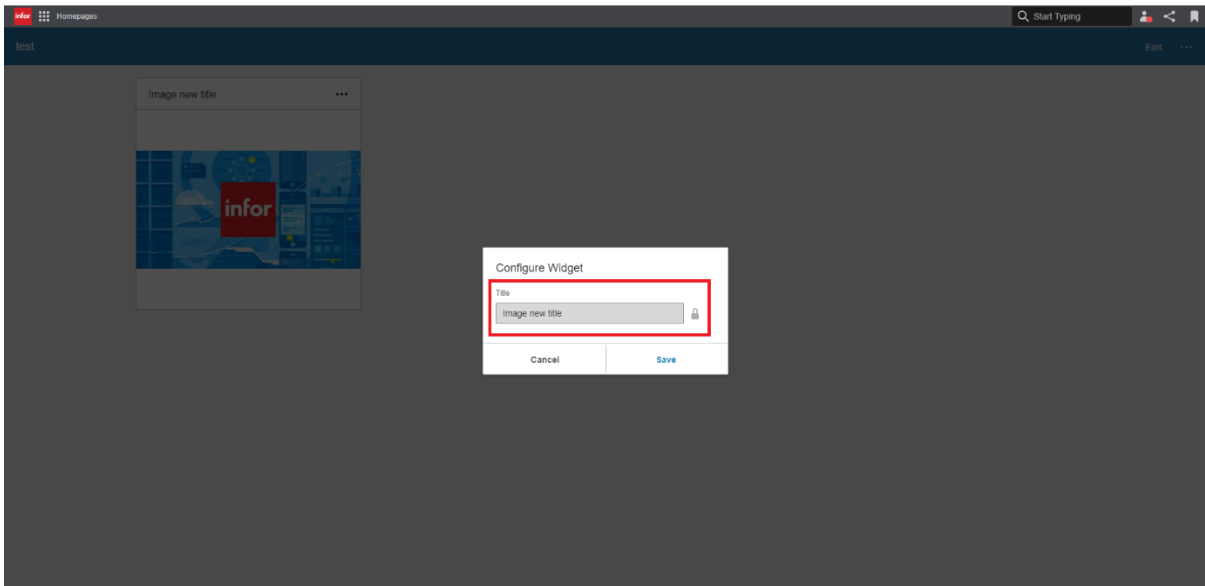 infor Homepages Start Typing
test Edit
Image new title
infor
Configure Widget
Title
Image new title
Cancel Save